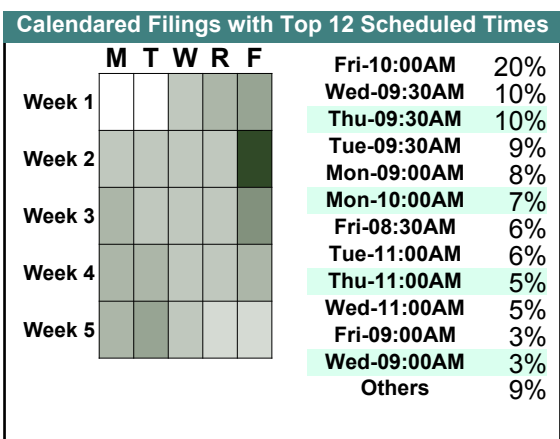 Calendared Filings with Top 12 Scheduled Times
M T W R F
Week 1
Week 2
Week 3
Week 4
Week 5
Fri-10:00AM 20%
Wed-09:30AM 10%
Thu-09:30AM 10%
Tue-09:30AM 9%
Mon-09:00AM 8%
Mon-10:00AM 7%
Fri-08:30AM 6%
Tue-11:00AM 6%
Thu-11:00AM 5%
Wed-11:00AM 5%
Fri-09:00AM 3%
Wed-09:00AM 3%
Others 9%